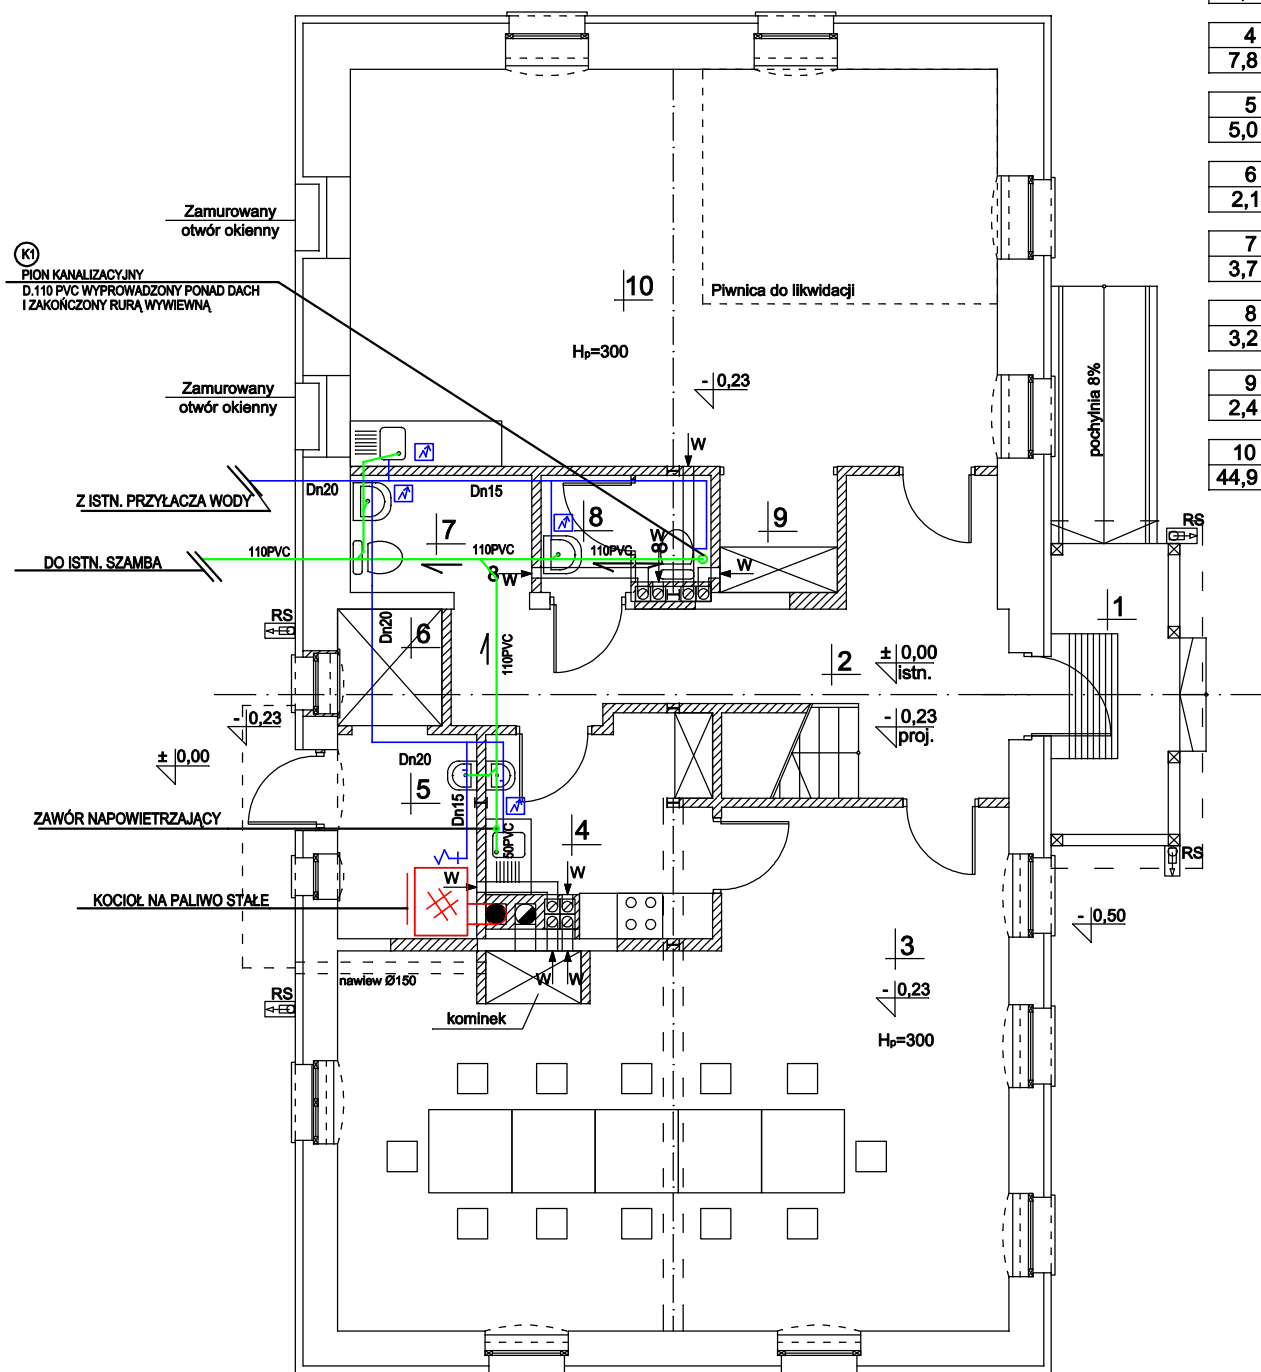 4
7,8
5
5,0
6
2,1
7
3,7
8
3,2
9
2,4
10
44,9
Zamurowany
otwór okienny
K1
PION KANALIZACYJNY
D.110 PVC WYPROWADZONY PONAD DACH
I ZAKOŃCZONY RURĄ WYWIEWNĄ
10
Piwnica do likwidacji
Hp=300
- 0,23
Zamurowany
otwór okienny
pochylnia 8%
W
Dn20
Dn15
Z ISTN. PRZYŁĄCZA WODY
7
8
9
RS
DO ISTN. SZAMBA
110PVC
110PVC
110PVC
W
8
8
W
W
RS
Dn20
6
110PVC
1
2
± 0,00
istn.
- 0,23
proj.
- 0,23
± 0,00
Dn20
5
Dn15
ZAWÓR NAPOWIETRZAJĄCY
50PVC
4
RS
W
W
KOCIOŁ NA PALIWO STAŁE
- 0,50
3
nawiew Ø150
W
W
- 0,23
RS
kominek
Hp=300